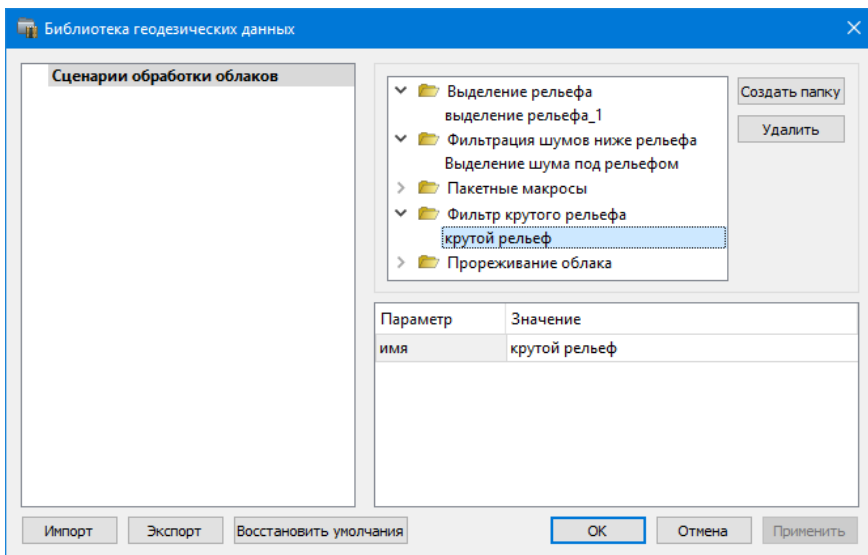 Библиотека геодезических данных
Сценарии обработки облаков
Выделение рельефа
выделение рельефа_1
Фильтрация шумов ниже рельефа
Выделение шума под рельефом
Пакетные макросы
Фильтр крутого рельефа
крутой рельеф
Прореживание облака
Создать папку
Удалить
Параметр Значение
имя крутой рельеф
Импорт Экспорт Восстановить умолчания OK Отмена Применить